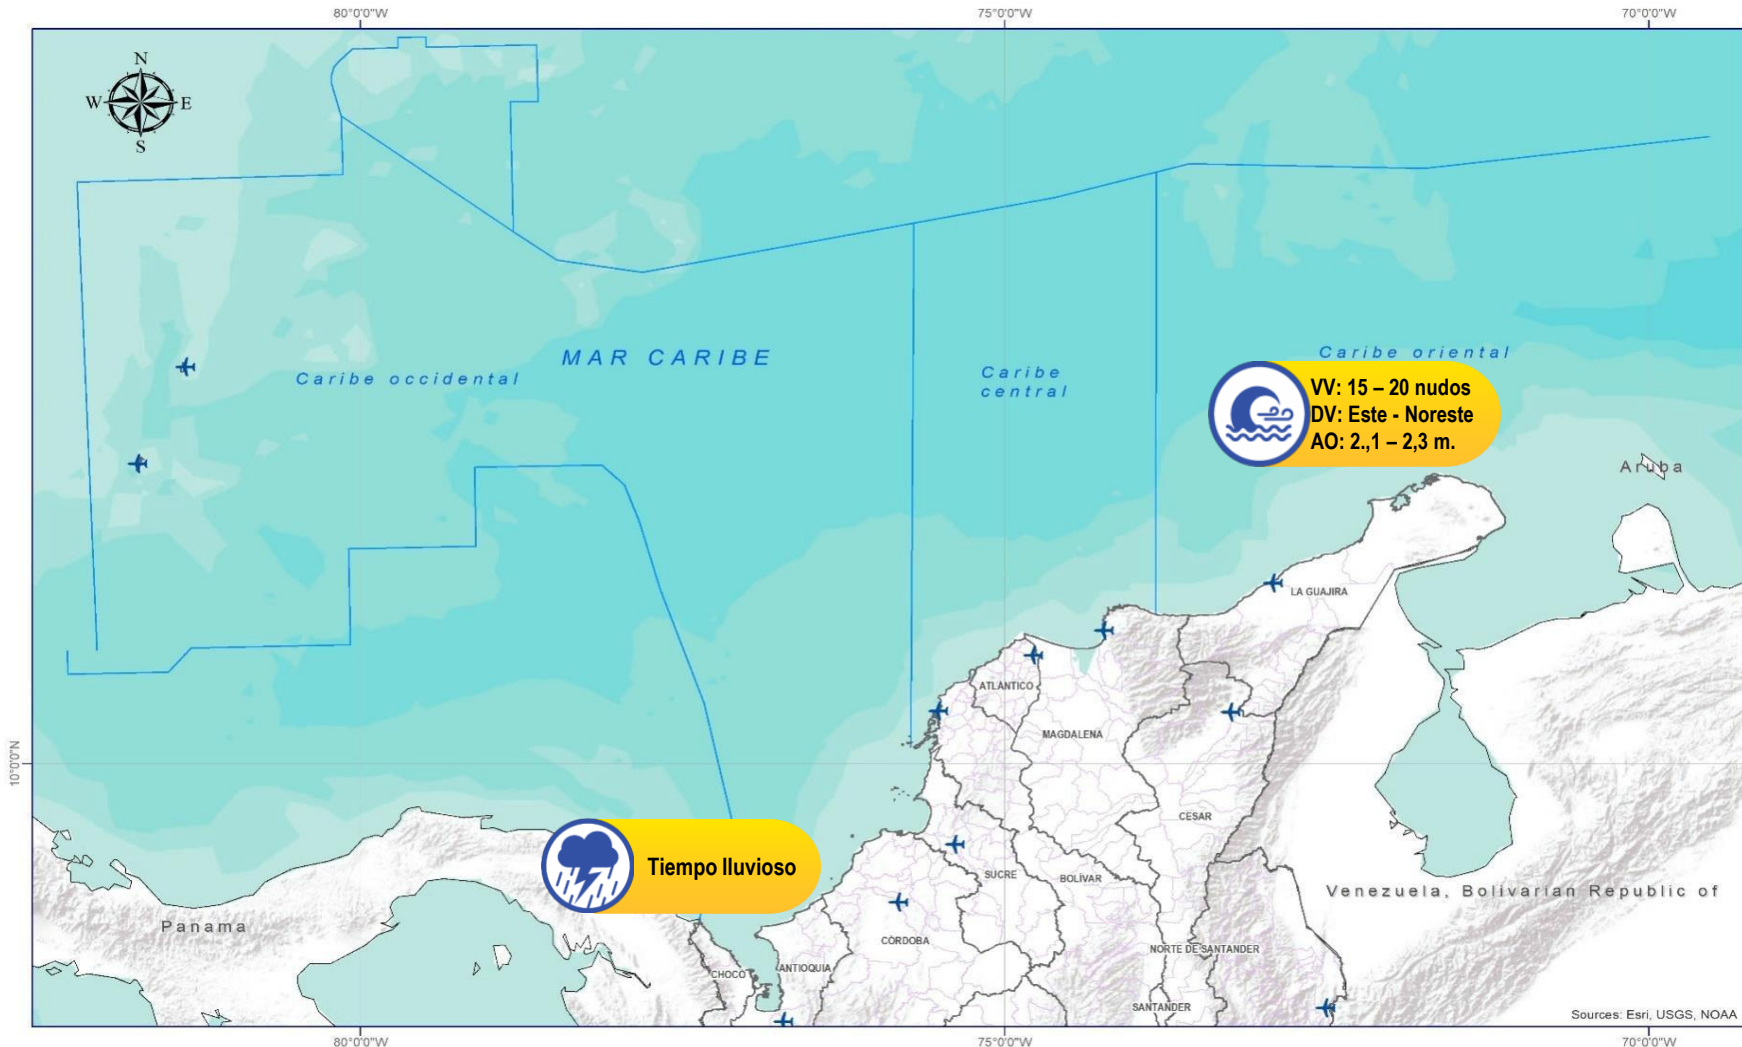 80°0'0"W
75°0'0"W
70°0'0"W
N
W
E
S
MAR CARIBE
Caribe occidental
Caribe
central
Caribe oriental
VV: 15 – 20 nudos
DV: Este - Noreste
AO: 2.,1 – 2,3 m.
Aruba
LA GUAJIRA
ATLÁNTICO
MAGDALENA
10°0'0"N
CESAR
Tiempo lluvioso
SUCRE
BOLÍVAR
Venezuela, Bolivarian Republic of
Panama
CÓRDOBA
NORTE DE SANTANDER
CHOCO
ANTIOQUIA
SANTANDER
Sources: Esri, USGS, NOAA
80°0'0"W
75°0'0"W
70°0'0"W